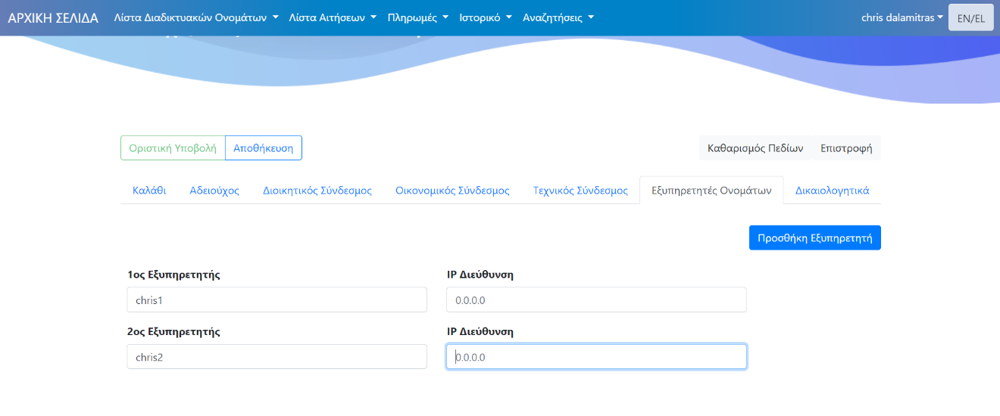 ΑΡΧΙΚΗ ΣΕΛΙΔΑ Λίστα Διαδικτυακών Ονομάτων Λίστα Αιτήσεων Πληρωμές Ιστορικό Αναζητήσεις chris dalamitras EN/EL
Οριστική Υποβολή Αποθήκευση Καθαρισμός Πεδίων Επιστροφή
Καλάθι Αδειούχος Διοικητικός Σύνδεσμος Οικονομικός Σύνδεσμος Τεχνικός Σύνδεσμος Εξυπηρετητές Ονομάτων Δικαιολογητικά
Προσθήκη Εξυπηρετητή
1ος Εξυπηρετητής IP Διεύθυνση
chris1 0.0.0.0
2ος Εξυπηρετητής IP Διεύθυνση
chris2 0.0.0.0